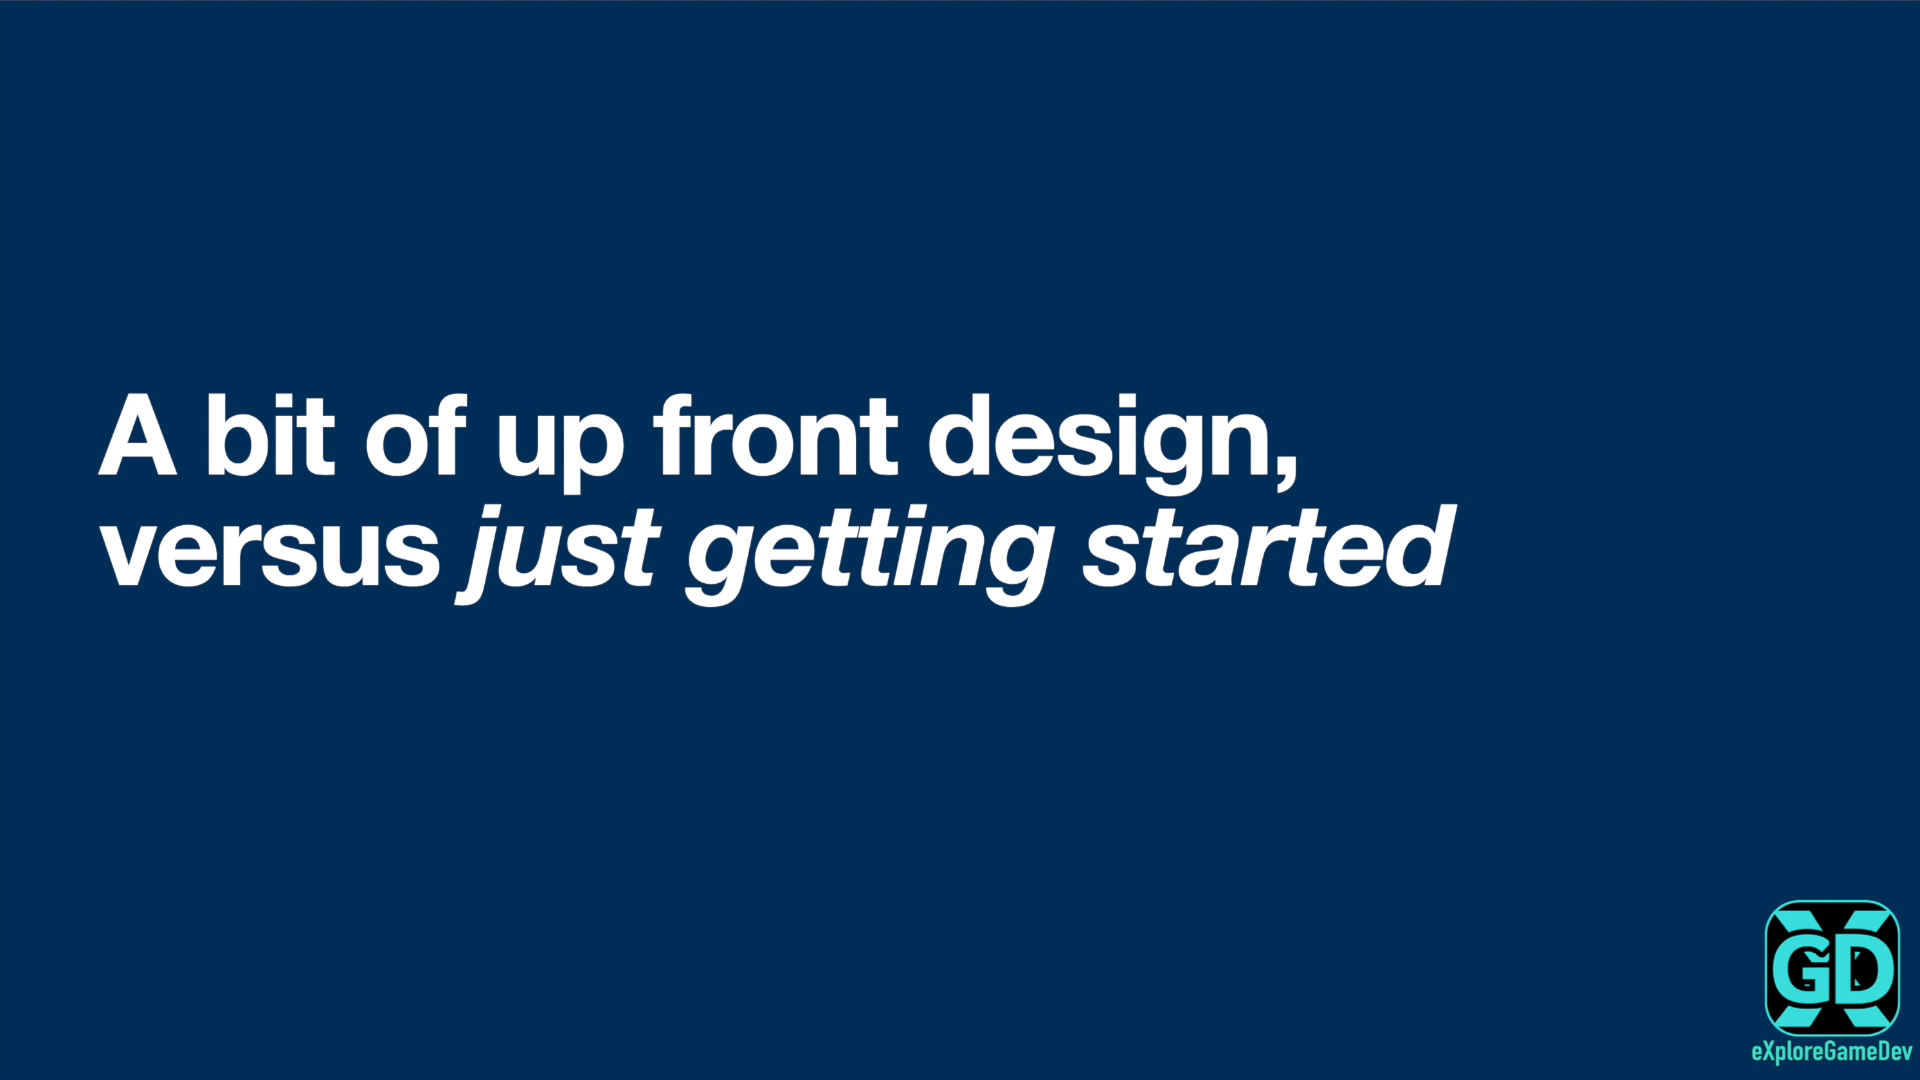 A bit of up front design,
versus just getting started
GD
eXploreGameDev